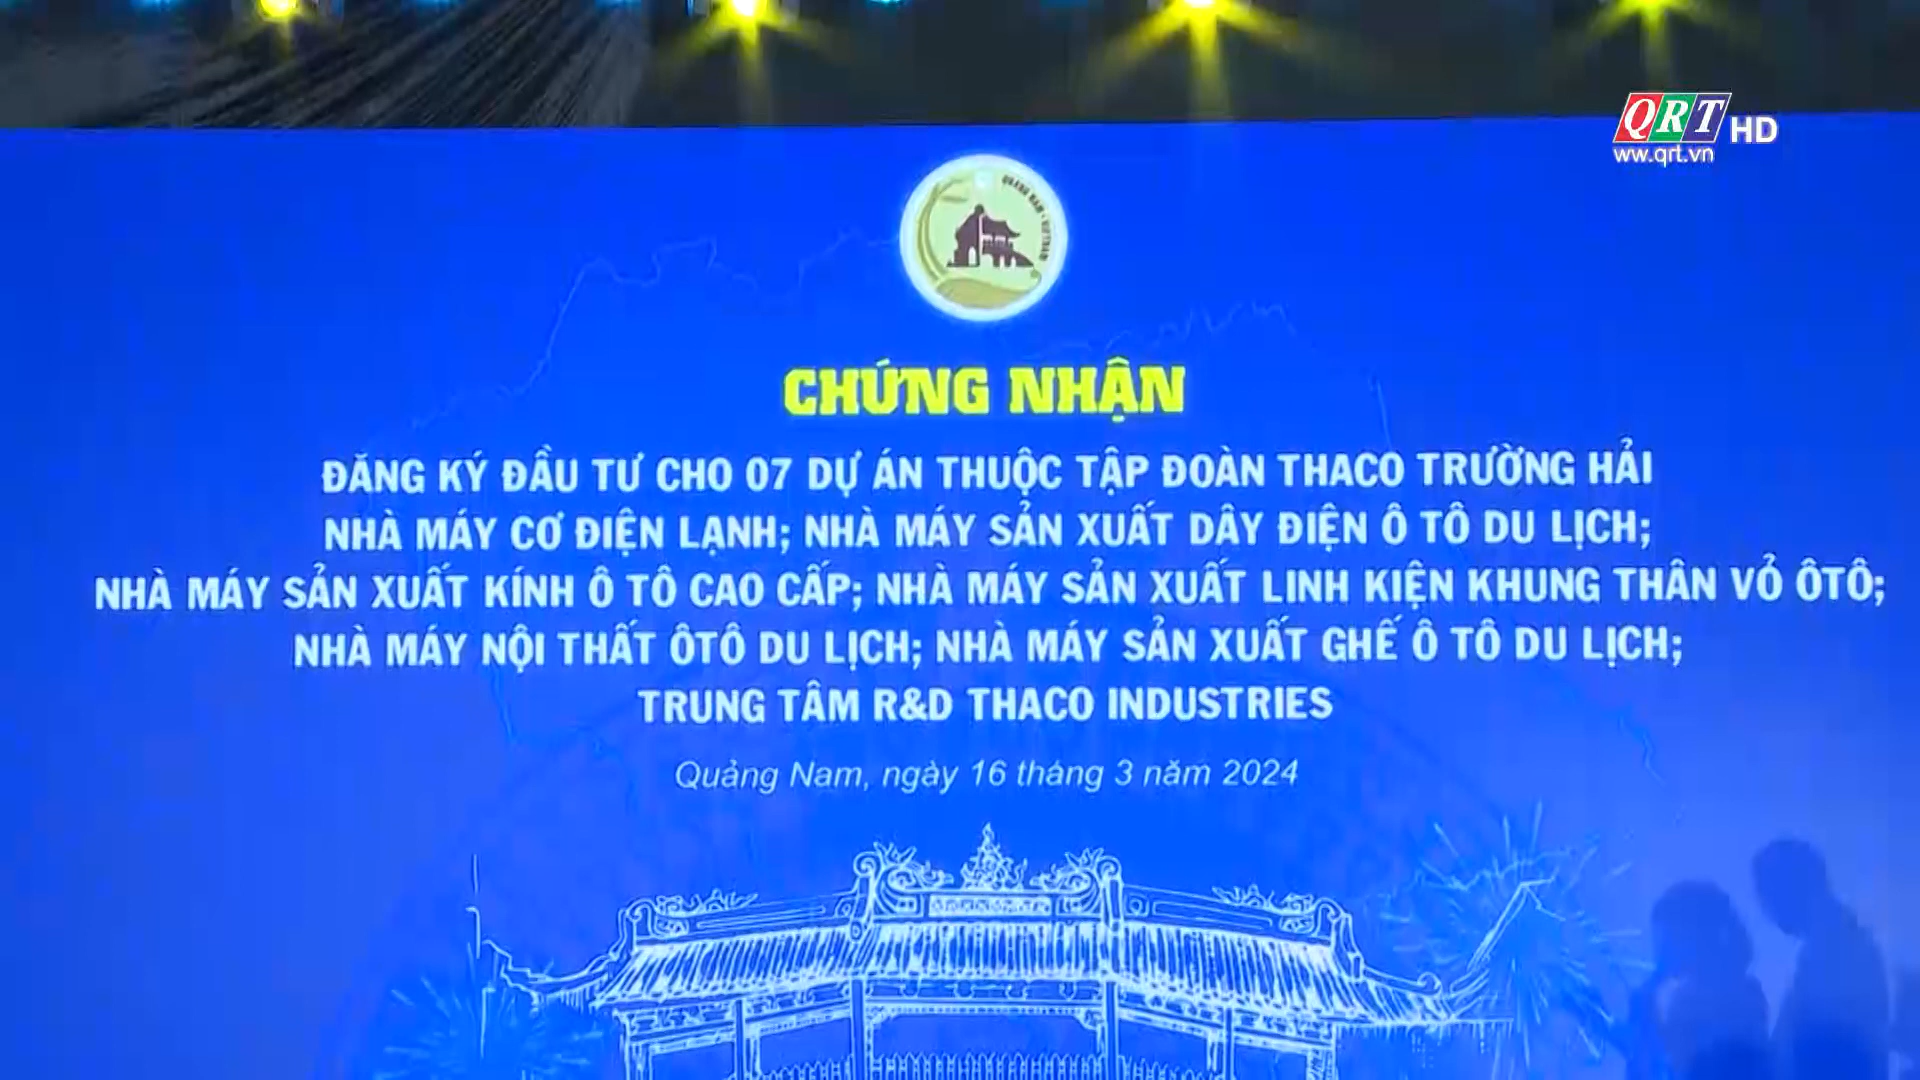 QRT HD
ww.qrt.vn
QUANG NAM - VIETNAM
CHỨNG NHẬN
ĐĂNG KÝ ĐẦU TƯ CHO 07 DỰ ÁN THUỘC TẬP ĐOÀN THACO TRƯỜNG HẢI
NHÀ MÁY CƠ ĐIỆN LẠNH; NHÀ MÁY SẢN XUẤT DÂY ĐIỆN Ô TÔ DU LỊCH;
NHÀ MÁY SẢN XUẤT KÍNH Ô TÔ CAO CẤP; NHÀ MÁY SẢN XUẤT LINH KIỆN KHUNG THÂN VỎ ÔTÔ;
NHÀ MÁY NỘI THẤT ÔTÔ DU LỊCH; NHÀ MÁY SẢN XUẤT GHẾ Ô TÔ DU LỊCH;
TRUNG TÂM R&D THACO INDUSTRIES
Quảng Nam, ngày 16 tháng 3 năm 2024